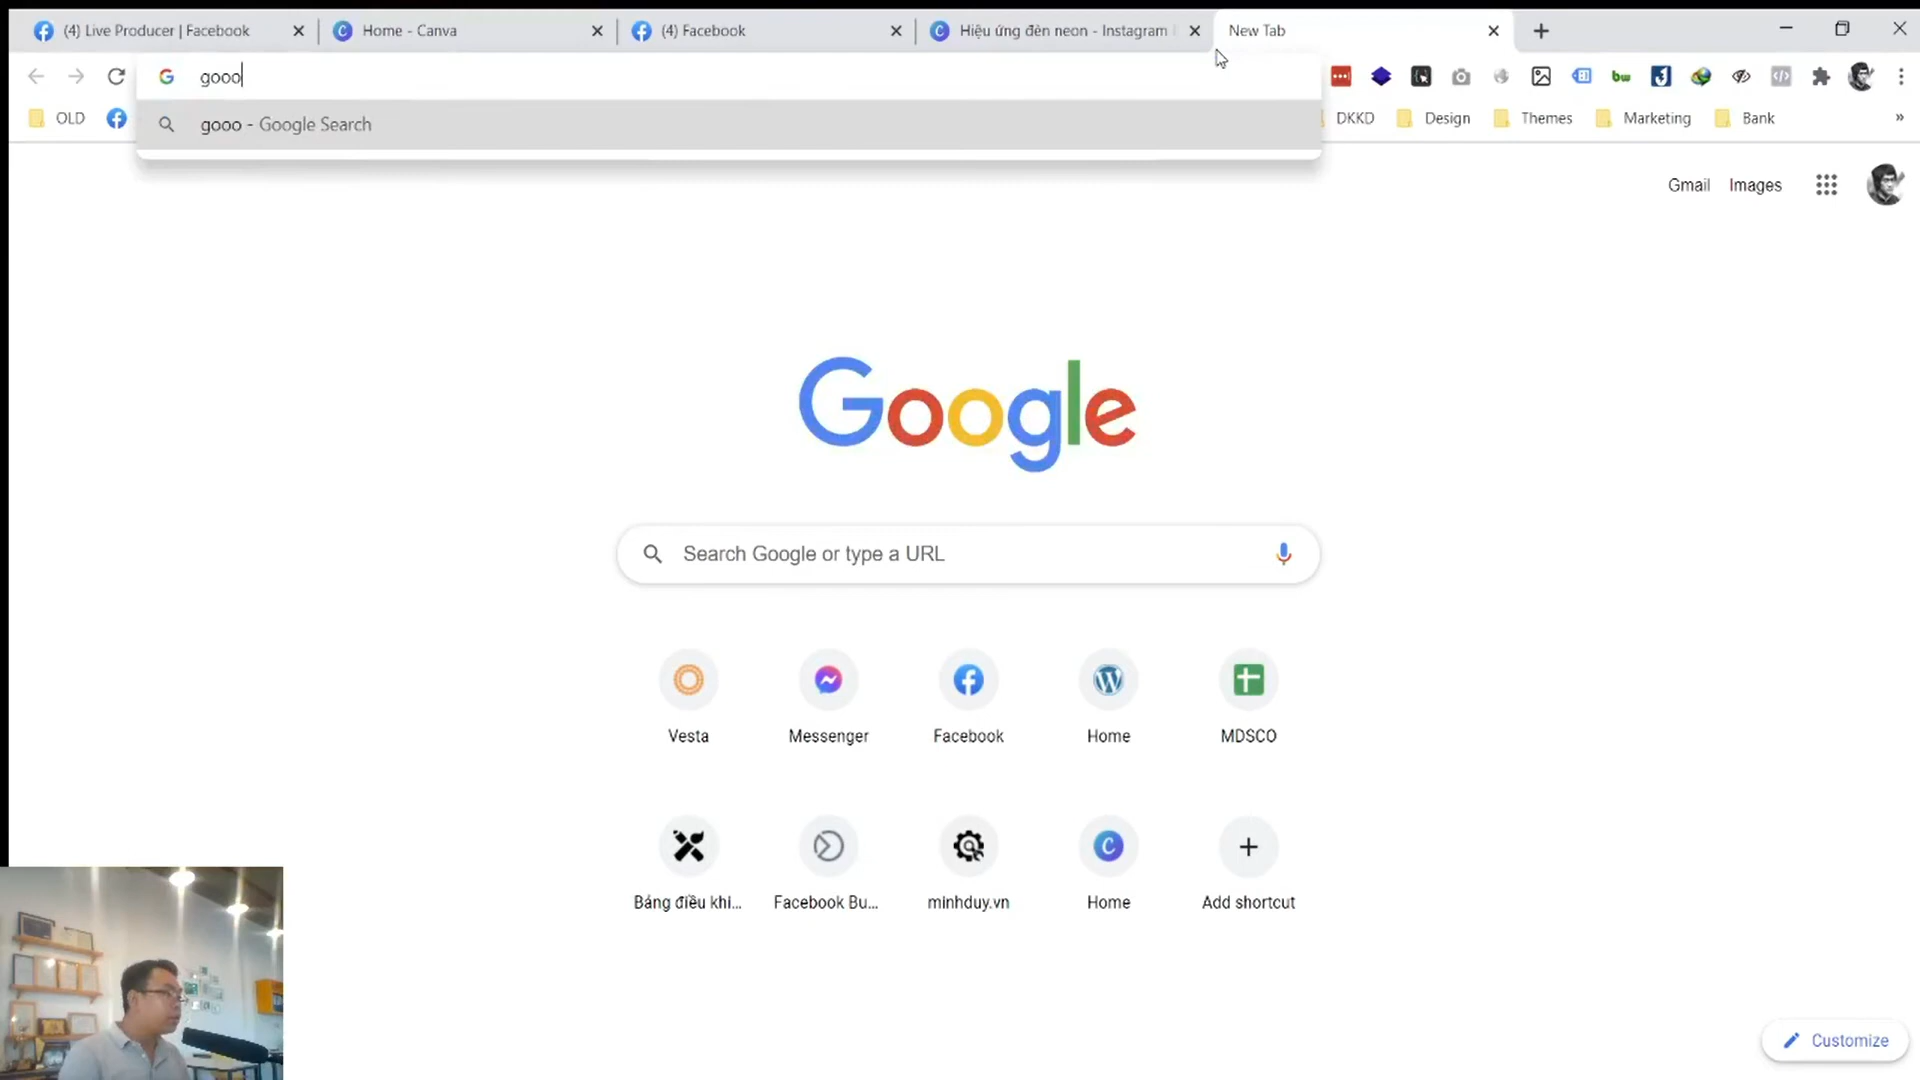 (4) Live Producer | Facebook
Home - Canva
(4) Facebook
Hiệu ứng đèn neon - Instagram
New Tab
gooo
gooo - Google Search
OLD
DKKD
Design
Themes
Marketing
Bank
Gmail
Images
Google
Search Google or type a URL
Vesta
Messenger
Facebook
Home
MDSCO
Bảng điều khi...
Facebook Bu...
minhduy.vn
Home
Add shortcut
Customize